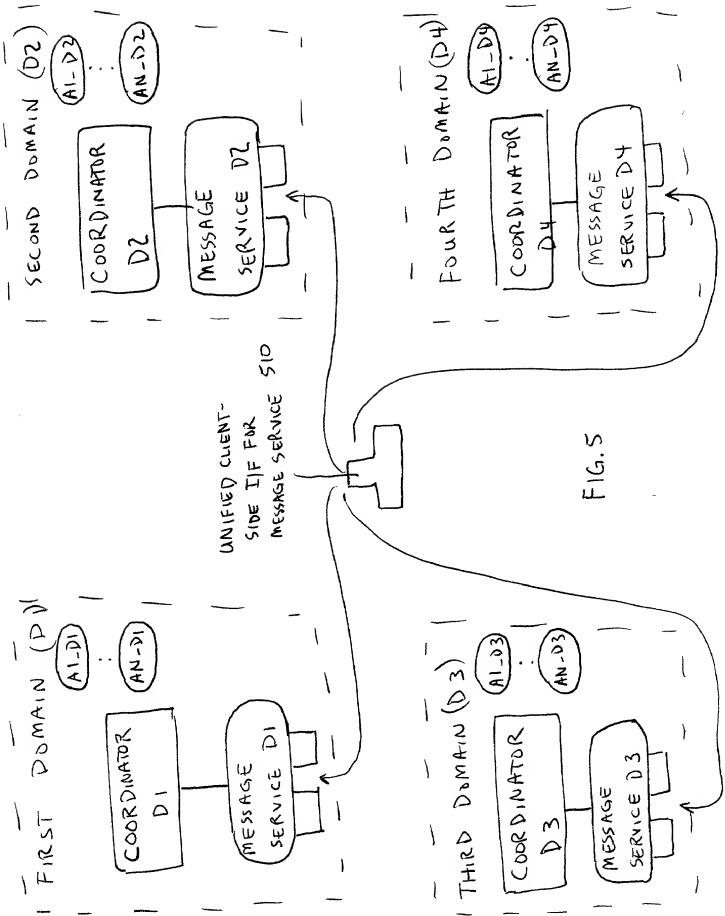 FIRST DOMAIN (D1)
A1_D1
..
AN_D1
COORDINATOR
D1
MESSAGE
SERVICE D1
SECOND DOMAIN (D2)
A1_D2
..
AN_D2
COORDINATOR
D2
MESSAGE
SERVICE D2
UNIFIED CLIENT-
SIDE I/F FOR
MESSAGE SERVICE 510
THIRD DOMAIN (D3)
A1_D3
..
AN_D3
COORDINATOR
D3
MESSAGE
SERVICE D3
FOURTH DOMAIN (D4)
A1_D4
..
AN_D4
COORDINATOR
D4
MESSAGE
SERVICE D4
FIG. 5